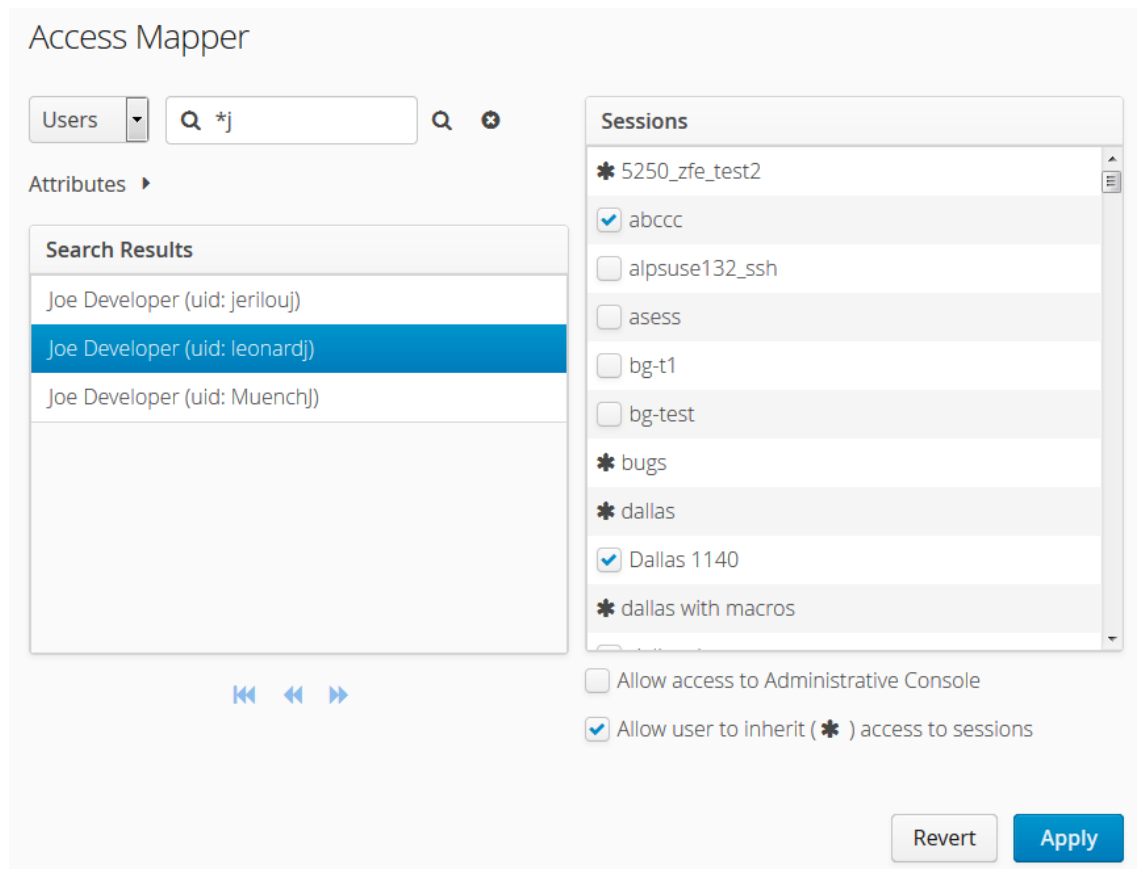 Access Mapper
Users
*j
Attributes
Search Results
Joe Developer (uid: jerilouj)
Joe Developer (uid: leonardj)
Joe Developer (uid: MuenchJ)
Sessions
✱ 5250_zfe_test2
abccc
alpsuse132_ssh
asess
bg-t1
bg-test
✱ bugs
✱ dallas
Dallas 1140
✱ dallas with macros
Allow access to Administrative Console
Allow user to inherit ( ✱ ) access to sessions
Revert
Apply